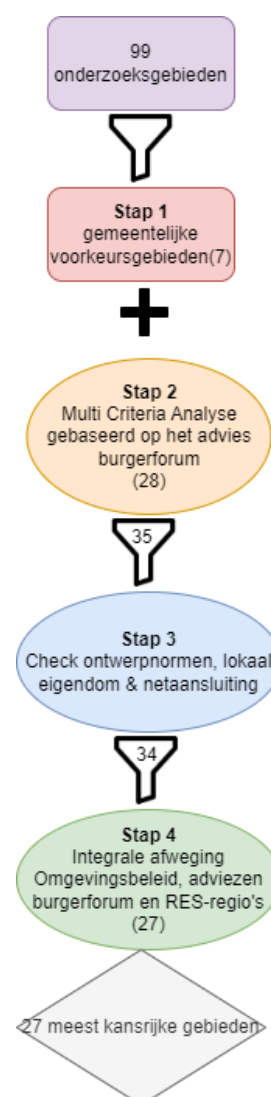 99
onderzoeksgebieden
Stap 1
gemeentelijke
voorkeursgebieden(7)
Stap 2
Multi Criteria Analyse
gebaseerd op het advies
burgerforum
(28)
35
Stap 3
Check ontwerpnormen, lokaal
eigendom & netaansluiting
34
Stap 4
Integrale afweging
Omgevingsbeleid, adviezen
burgerforum en RES-regio's
(27)
27 meest kansrijke gebieden